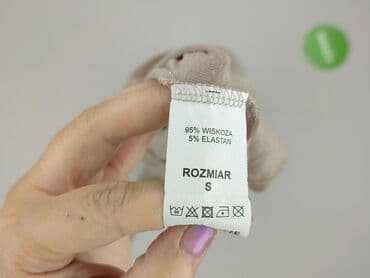 95% WISKOZA
5% ELASTAN
ROZMIAR
S